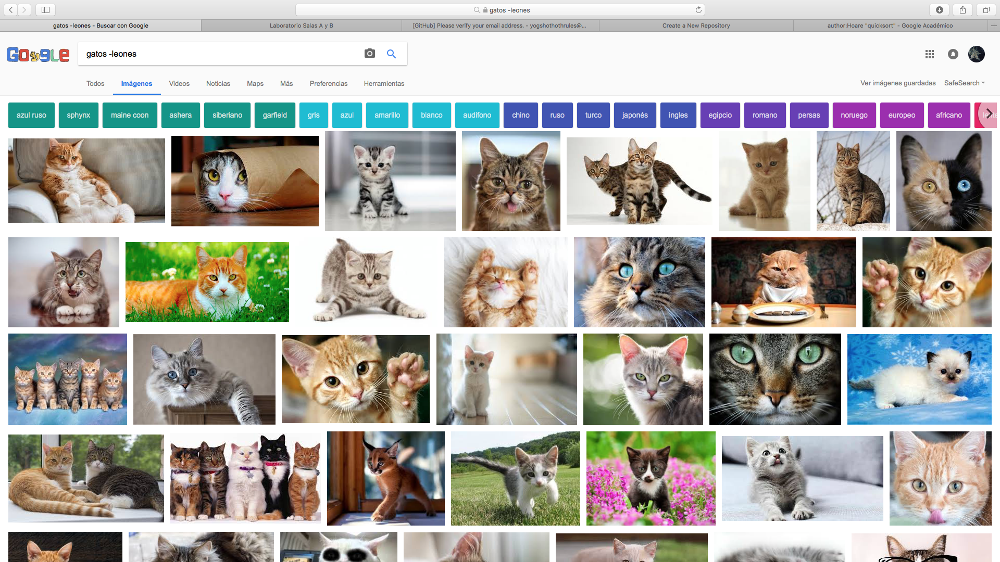 gatos -leones
gatos -leones - Buscar con Google
Laboratorio Salas A y B
[GitHub] Please verify your email address. - yogshothothrules@...
Create a New Repository
author:Hoare "quicksort" - Google Académico
Google
gatos -leones
Todos
Imágenes
Videos
Noticias
Maps
Más
Preferencias
Herramientas
Ver imágenes guardadas
SafeSearch
azul ruso
sphynx
maine coon
ashera
siberiano
garfield
gris
azul
amarillo
blanco
audifono
chino
ruso
turco
japonés
ingles
egipcio
romano
persas
noruego
europeo
africano